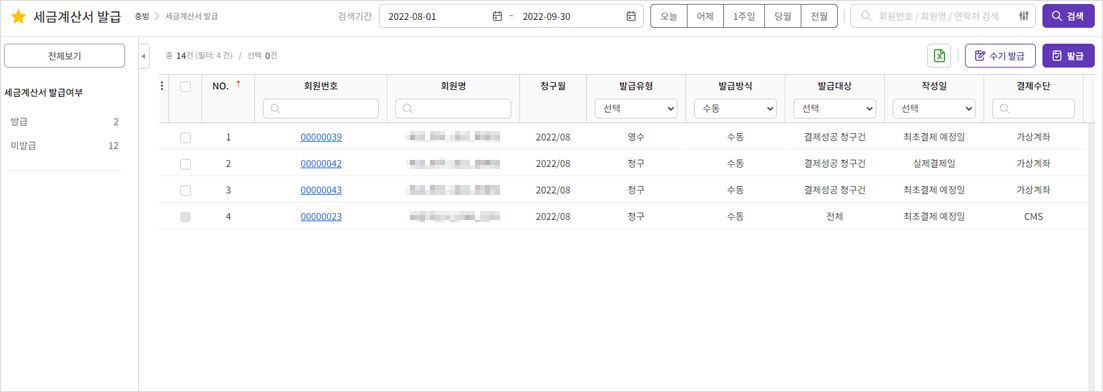 세금계산서 발급 증빙 > 세금계산서 발급 검색기간 2022-08-01 ~ 2022-09-30 오늘 어제 1주일 당월 전월 회원번호 / 회원명 / 연락처 검색 검색
전체보기 총 14건 (필터: 4 건) / 선택 0건 수기 발급 발급
세금계산서 발급여부
발급 2
미발급 12
NO. 회원번호 회원명 청구월 발급유형 발급방식 발급대상 작성일 결제수단
선택 수동 선택 선택
1 00000039 2022/08 영수 수동 결제성공 청구건 최초결제 예정일 가상계좌
2 00000042 2022/08 청구 수동 결제성공 청구건 실제결제일 가상계좌
3 00000043 2022/08 청구 수동 결제성공 청구건 최초결제 예정일 가상계좌
4 00000023 2022/08 청구 수동 전체 최초결제 예정일 CMS